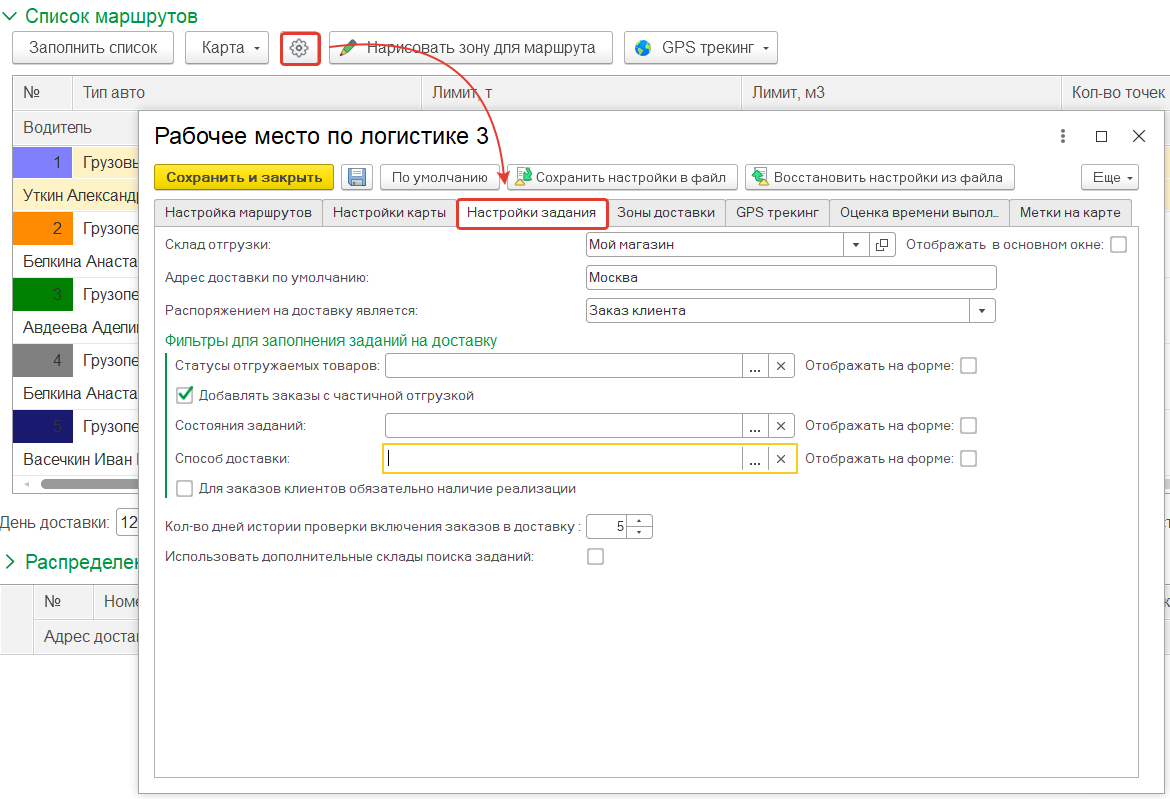 Список маршрутов
Заполнить список Карта Нарисовать зону для маршрута GPS трекинг
№ Тип авто Лимит, т Лимит, м3 Кол-во точек
Водитель
Рабочее место по логистике 3
1 Грузовь
Сохранить и закрыть По умолчанию Сохранить настройки в файл Восстановить настройки из файла Еще
Уткин Александр
Настройка маршрутов Настройки карты Настройки задания Зоны доставки GPS трекинг Оценка времени выпол... Метки на карте
2 Грузопе
Склад отгрузки: Мой магазин Отображать в основном окне:
Белкина Анаста
Адрес доставки по умолчанию: Москва
3 Грузопе
Распоряжением на доставку является: Заказ клиента
Авдеева Адели
Фильтры для заполнения заданий на доставку
4 Грузопе
Статусы отгружаемых товаров: ... Отображать на форме:
Белкина Анаста
Добавлять заказы с частичной отгрузкой
5 Грузопе
Состояния заданий: ... Отображать на форме:
Васечкин Иван
Способ доставки: ... Отображать на форме:
Для заказов клиентов обязательно наличие реализации
День доставки: 12
Кол-во дней истории проверки включения заказов в доставку : 5
Распределен
Использовать дополнительные склады поиска заданий:
№ Номе
Адрес доста